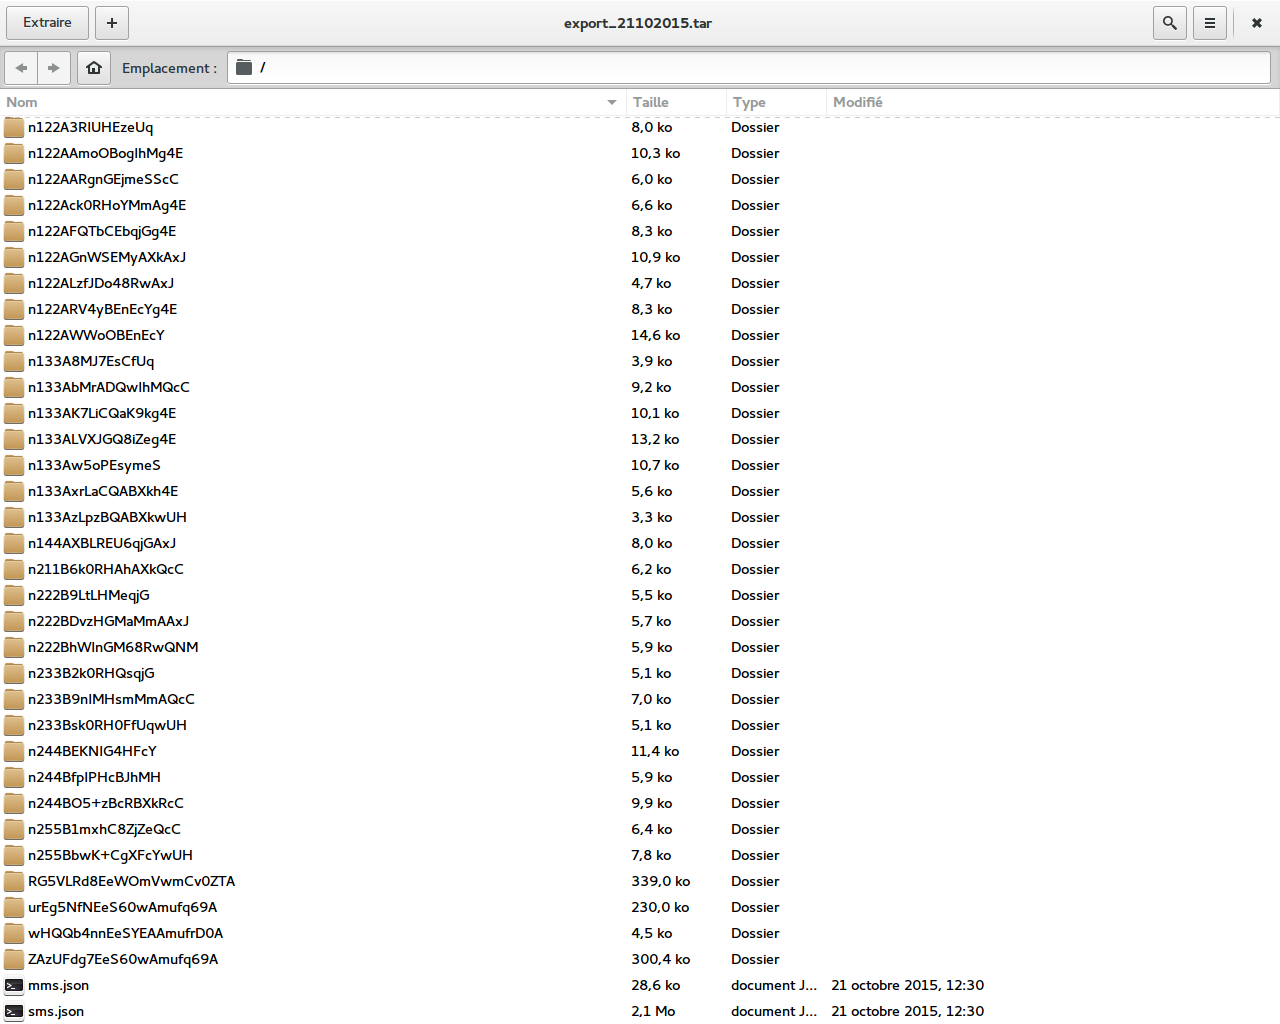 Extraire + export_21102015.tar
Emplacement : /
Nom Taille Type Modifié
n122A3RIUHEzeUq 8,0 ko Dossier
n122AAmoOBogIhMg4E 10,3 ko Dossier
n122AARgnGEjmeSScC 6,0 ko Dossier
n122Ack0RHoYMmAg4E 6,6 ko Dossier
n122AFQTbCEbqjGg4E 8,3 ko Dossier
n122AGnWSEMyAXkAxJ 10,9 ko Dossier
n122ALzfJDo48RwAxJ 4,7 ko Dossier
n122ARV4yBEnEcYg4E 8,3 ko Dossier
n122AWWoOBEnEcY 14,6 ko Dossier
n133A8MJ7EsCfUq 3,9 ko Dossier
n133AbMrADQwIhMQcC 9,2 ko Dossier
n133AK7LiCQaK9kg4E 10,1 ko Dossier
n133ALVXJGQ8iZeg4E 13,2 ko Dossier
n133Aw5oPEsymeS 10,7 ko Dossier
n133AxrLaCQABXkh4E 5,6 ko Dossier
n133AzLpzBQABXkwUH 3,3 ko Dossier
n144AXBLREU6qjGAxJ 8,0 ko Dossier
n211B6k0RHAhAXkQcC 6,2 ko Dossier
n222B9LtLHMeqjG 5,5 ko Dossier
n222BDvzHGMaMmAAxJ 5,7 ko Dossier
n222BhWlnGM68RwQNM 5,9 ko Dossier
n233B2k0RHQsqjG 5,1 ko Dossier
n233B9nIMHsmMmAQcC 7,0 ko Dossier
n233Bsk0RH0FfUqwUH 5,1 ko Dossier
n244BEKNIG4HFcY 11,4 ko Dossier
n244BfpIPHcBJhMH 5,9 ko Dossier
n244BO5+zBcRBXkRcC 9,9 ko Dossier
n255B1mxhC8ZjZeQcC 6,4 ko Dossier
n255BbwK+CgXFcYwUH 7,8 ko Dossier
RG5VLRd8EeWOmVwmCv0ZTA 339,0 ko Dossier
urEg5NfNEeS60wAmufq69A 230,0 ko Dossier
wHQQb4nnEeSYEAAmufrD0A 4,5 ko Dossier
ZAzUFdg7EeS60wAmufq69A 300,4 ko Dossier
mms.json 28,6 ko document J... 21 octobre 2015, 12:30
sms.json 2,1 Mo document J... 21 octobre 2015, 12:30